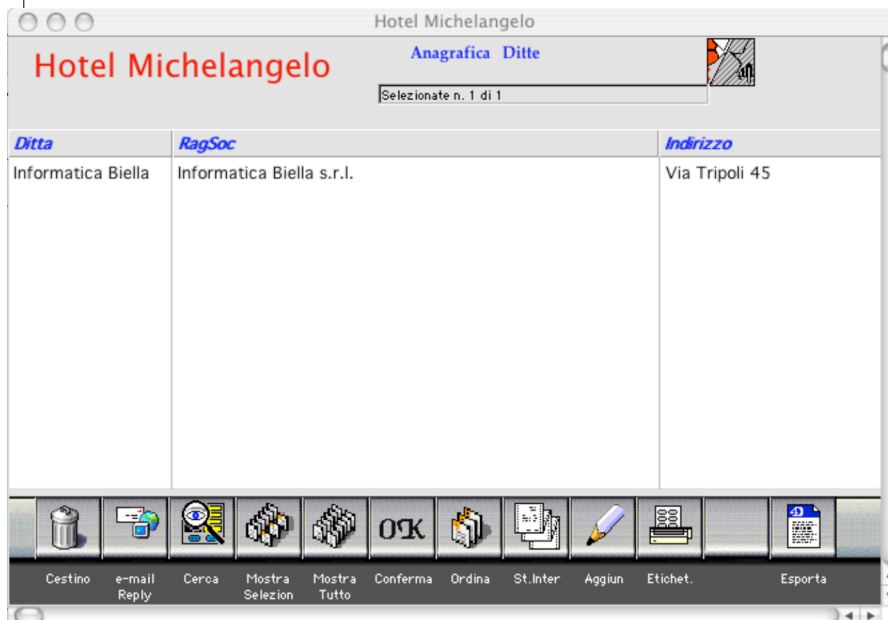 Hotel Michelangelo
Hotel Michelangelo
Anagrafica Ditte
Selezionate n. 1 di 1
Ditta RagSoc Indirizzo
Informatica Biella Informatica Biella s.r.l. Via Tripoli 45
OK
Cestino e-mail Reply Cerca Mostra Selezion Mostra Tutto Conferma Ordina St.Inter Aggiun Etichet. Esporta